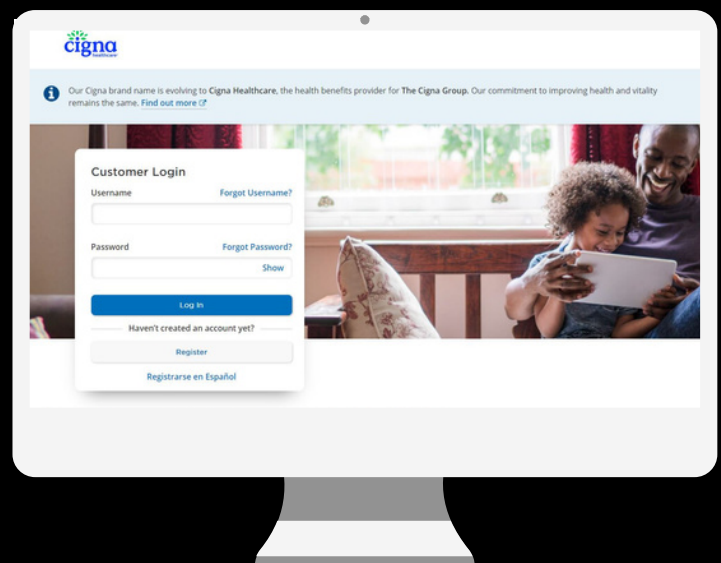 cigna
healthcare
Our Cigna brand name is evolving to Cigna Healthcare, the health benefits provider for The Cigna Group. Our commitment to improving health and vitality
remains the same. Find out more
Customer Login
Username Forgot Username?
Password Forgot Password?
Show
Log In
Haven't created an account yet?
Register
Registrarse en Español